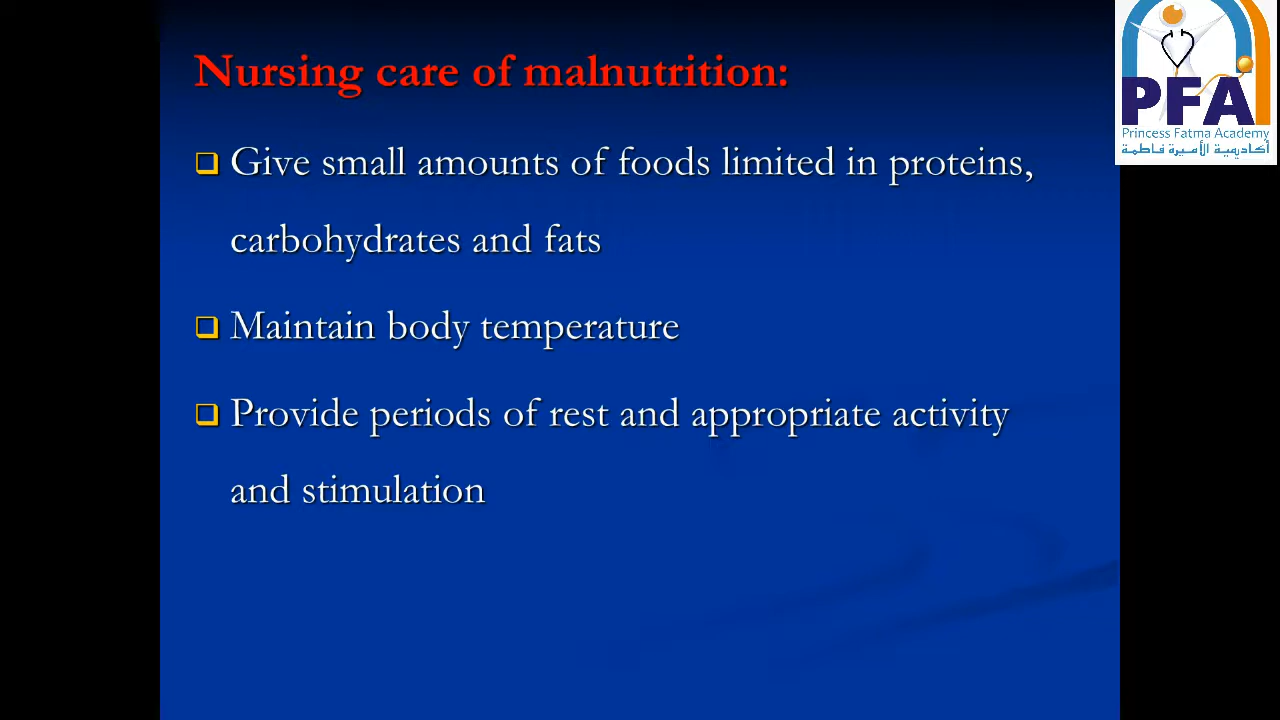 Nursing care of malnutrition:
Give small amounts of foods limited in proteins,
carbohydrates and fats
Maintain body temperature
Provide periods of rest and appropriate activity
and stimulation
PFA
Princess Fatma Academy
أكاديمية الأميرة فاطمة